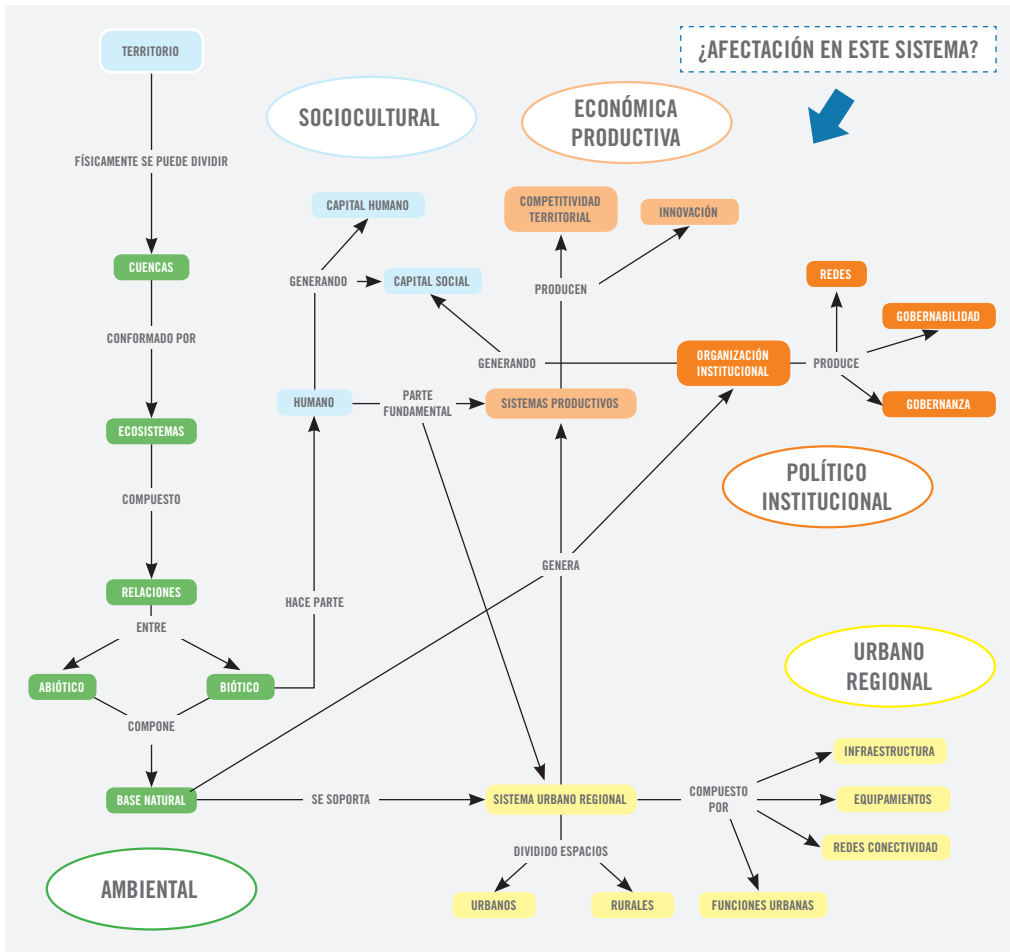 TERRITORIO
¿AFECTACIÓN EN ESTE SISTEMA?
SOCIOCULTURAL
ECONÓMICA
PRODUCTIVA
FÍSICAMENTE SE PUEDE DIVIDIR
CAPITAL HUMANO
COMPETITIVIDAD
TERRITORIAL
INNOVACIÓN
CUENCAS
GENERANDO
CAPITAL SOCIAL
PRODUCEN
REDES
GOBERNABILIDAD
CONFORMADO POR
GENERANDO
ORGANIZACIÓN
INSTITUCIONAL
PRODUCE
HUMANO
PARTE
FUNDAMENTAL
SISTEMAS PRODUCTIVOS
GOBERNANZA
ECOSISTEMAS
POLÍTICO
INSTITUCIONAL
COMPUESTO
GENERA
RELACIONES
HACE PARTE
ENTRE
URBANO
REGIONAL
ABIÓTICO
BIÓTICO
COMPONE
INFRAESTRUCTURA
BASE NATURAL
SE SOPORTA
SISTEMA URBANO REGIONAL
COMPUESTO
POR
EQUIPAMIENTOS
DIVIDIDO ESPACIOS
REDES CONECTIVIDAD
AMBIENTAL
URBANOS
RURALES
FUNCIONES URBANAS